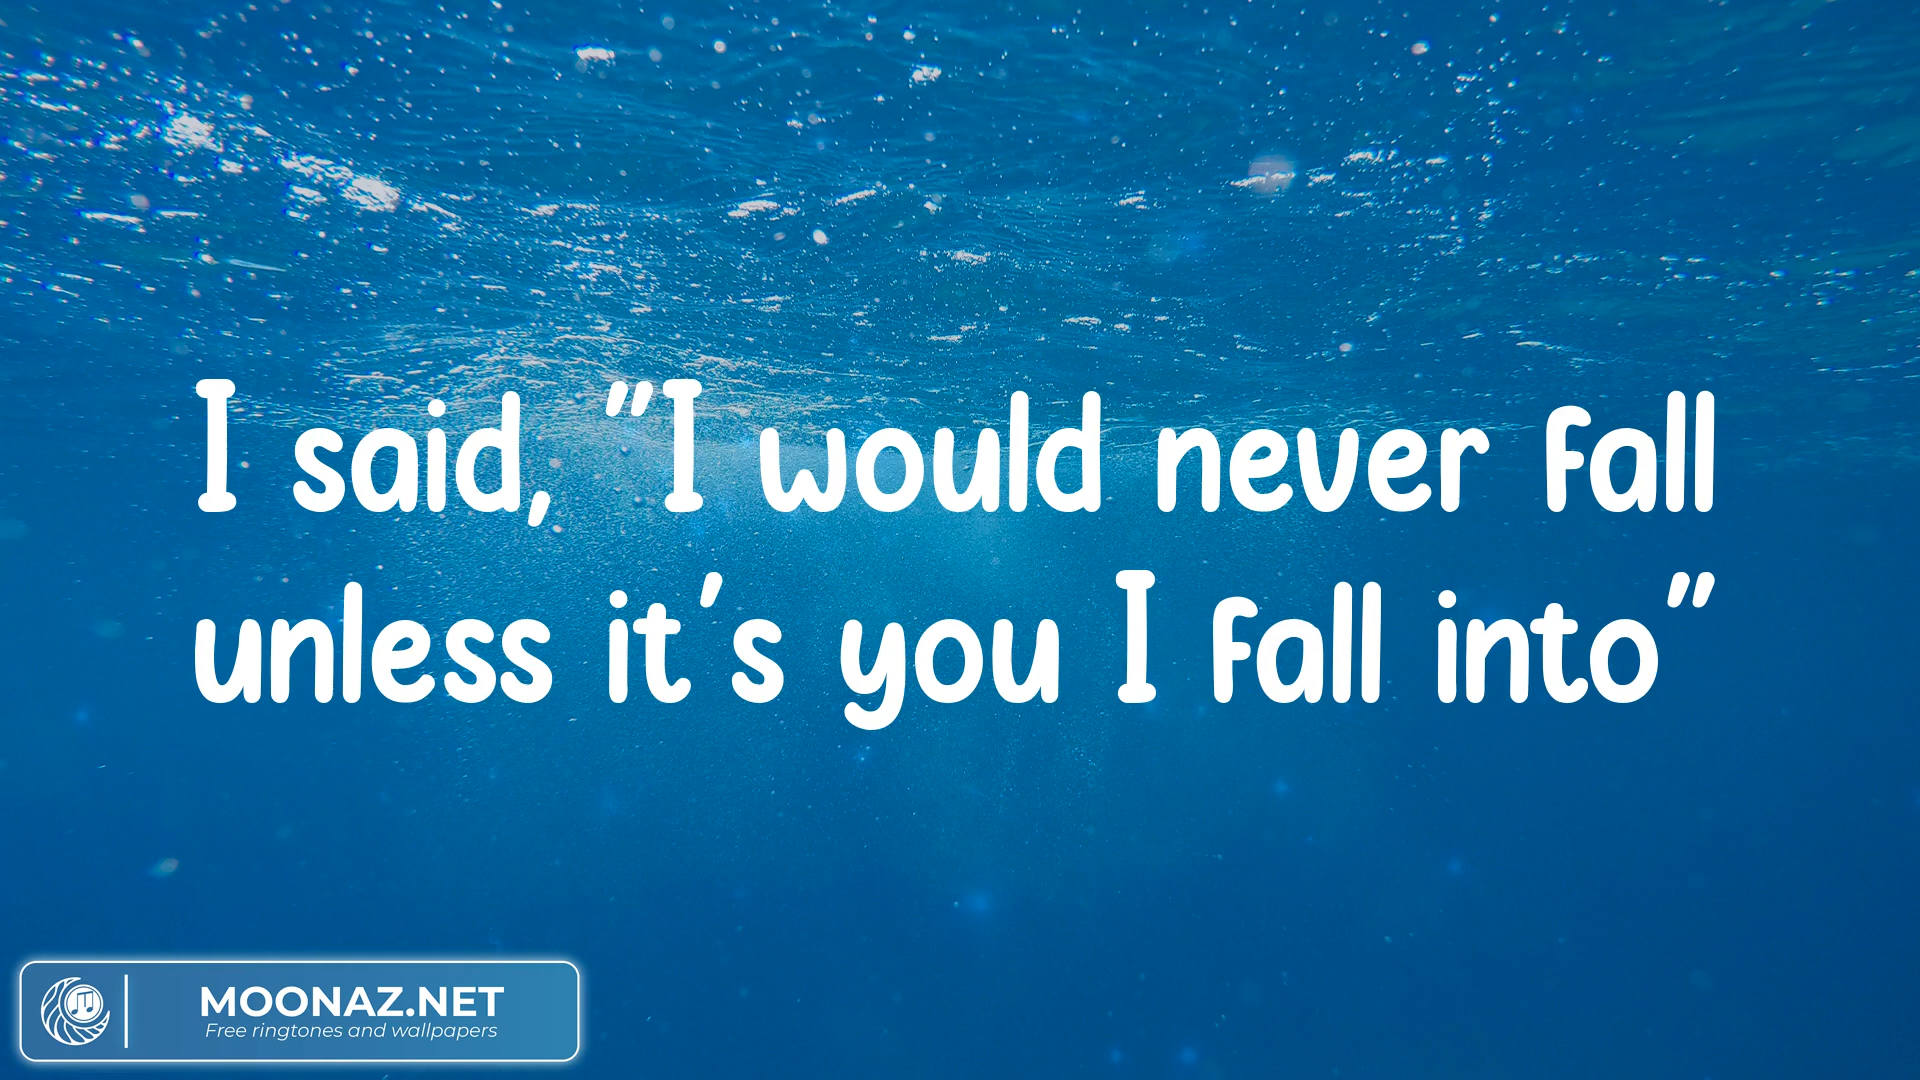 I said, "I would never fall
unless it's you I fall into"
MOONAZ.NET
Free ringtones and wallpapers